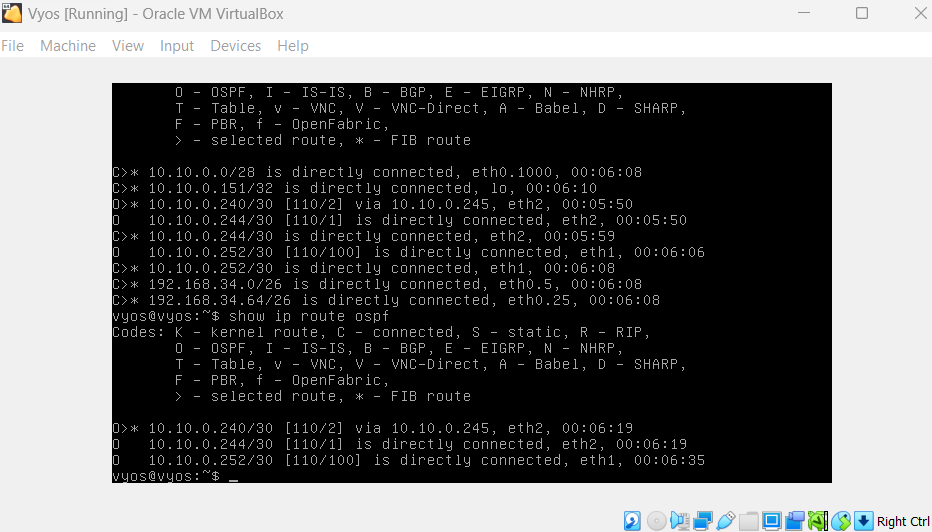 Vyos [Running] - Oracle VM VirtualBox
File Machine View Input Devices Help
O - OSPF, I - IS-IS, B - BGP, E - EIGRP, N - NHRP,
T - Table, v - VNC, V - VNC-Direct, A - Babel, D - SHARP,
F - PBR, f - OpenFabric,
> - selected route, * - FIB route
C>* 10.10.0.0/28 is directly connected, eth0.1000, 00:06:08
C>* 10.10.0.151/32 is directly connected, lo, 00:06:10
O>* 10.10.0.240/30 [110/2] via 10.10.0.245, eth2, 00:05:50
O   10.10.0.244/30 [110/1] is directly connected, eth2, 00:05:50
C>* 10.10.0.244/30 is directly connected, eth2, 00:05:59
O   10.10.0.252/30 [110/100] is directly connected, eth1, 00:06:06
C>* 10.10.0.252/30 is directly connected, eth1, 00:06:08
C>* 192.168.34.0/26 is directly connected, eth0.5, 00:06:08
C>* 192.168.34.64/26 is directly connected, eth0.25, 00:06:08
vyos@vyos:~$ show ip route ospf
Codes: K - kernel route, C - connected, S - static, R - RIP,
O - OSPF, I - IS-IS, B - BGP, E - EIGRP, N - NHRP,
T - Table, v - VNC, V - VNC-Direct, A - Babel, D - SHARP,
F - PBR, f - OpenFabric,
> - selected route, * - FIB route
O>* 10.10.0.240/30 [110/2] via 10.10.0.245, eth2, 00:06:19
O   10.10.0.244/30 [110/1] is directly connected, eth2, 00:06:19
O   10.10.0.252/30 [110/100] is directly connected, eth1, 00:06:35
vyos@vyos:~$ _
Right Ctrl